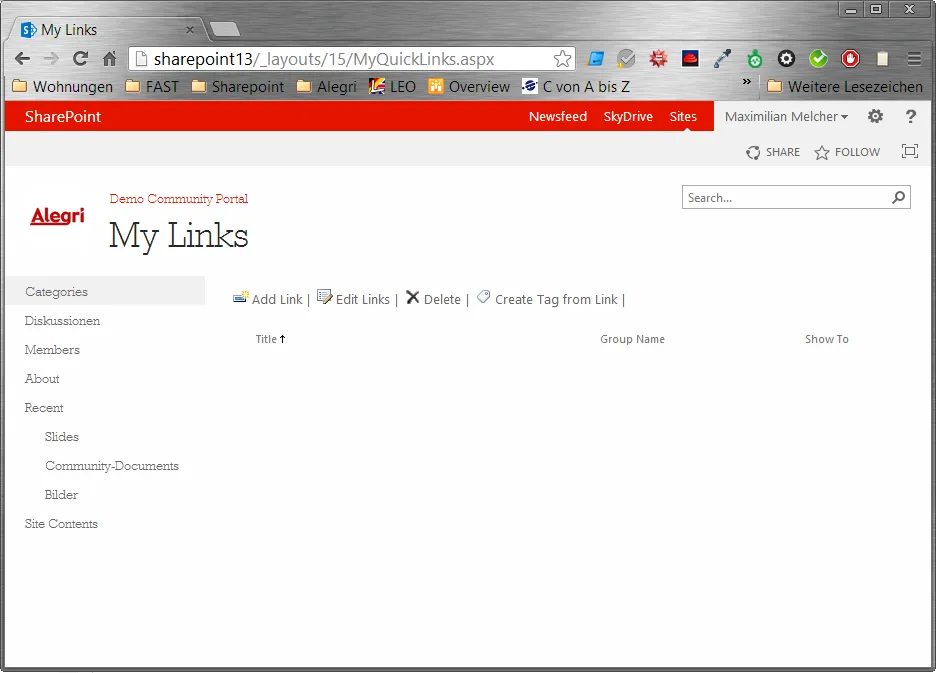 My Links
sharepoint13/_layouts/15/MyQuickLinks.aspx
Wohnungen FAST Sharepoint Alegri LEO Overview C von A bis Z » Weitere Lesezeichen
SharePoint Newsfeed SkyDrive Sites Maximilian Melcher ?
SHARE FOLLOW
Demo Community Portal
Search...
Alegri
My Links
Categories
Diskussionen
Members
About
Recent
Slides
Community-Documents
Bilder
Site Contents
Add Link | Edit Links | Delete | Create Tag from Link |
Title Group Name Show To